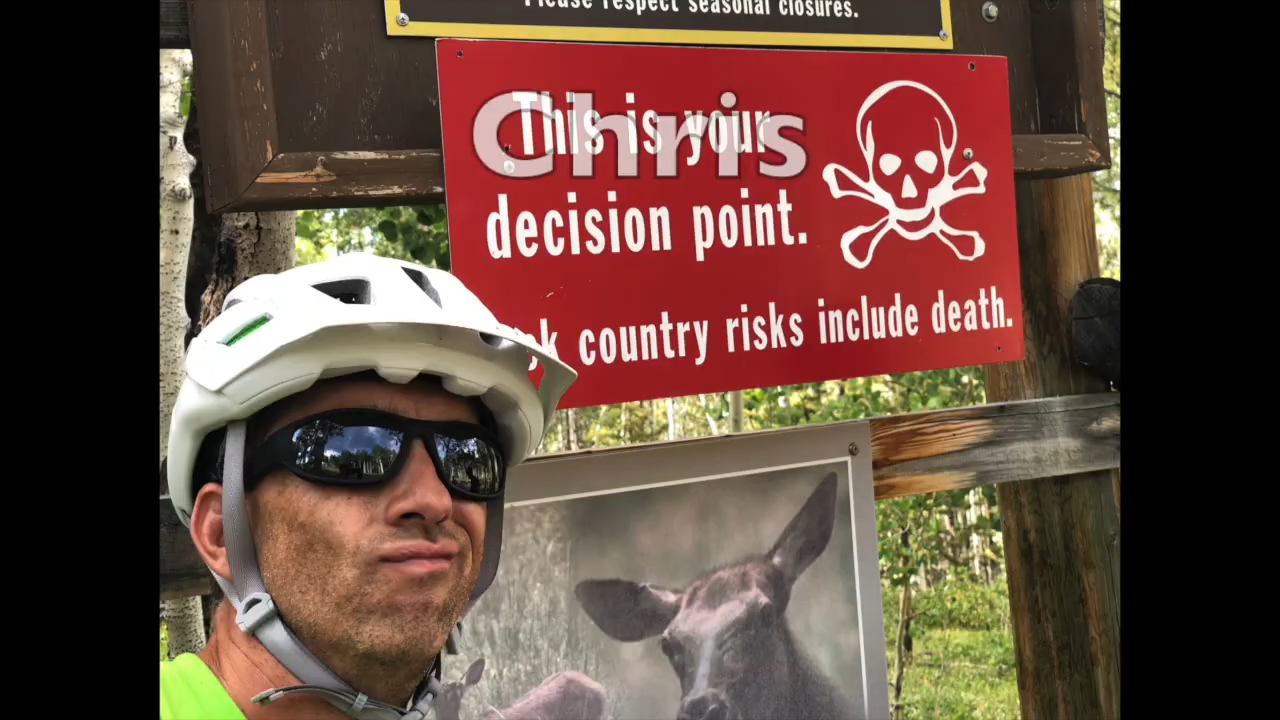 Please respect seasonal closures.
Chris
This is your
decision point.
country risks include death.